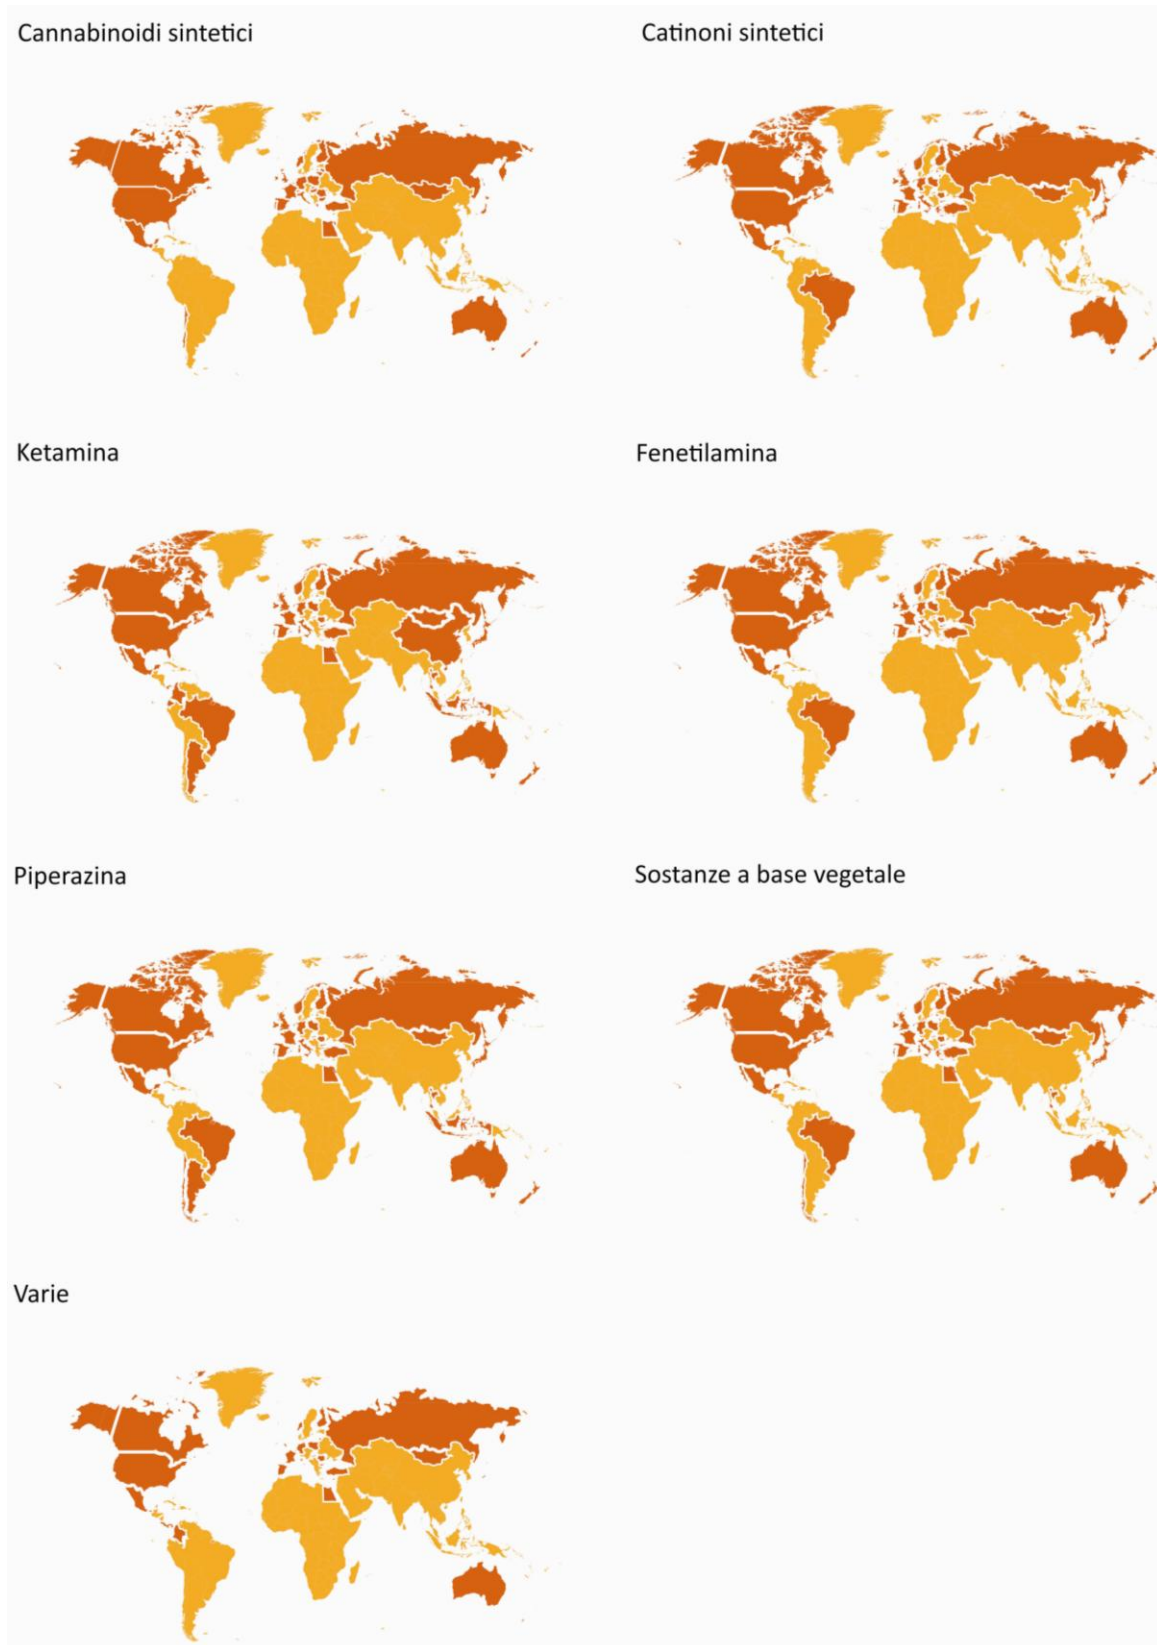 Cannabinoidi sintetici
Catinoni sintetici
Ketamina
Fenetilamina
Piperazina
Sostanze a base vegetale
Varie